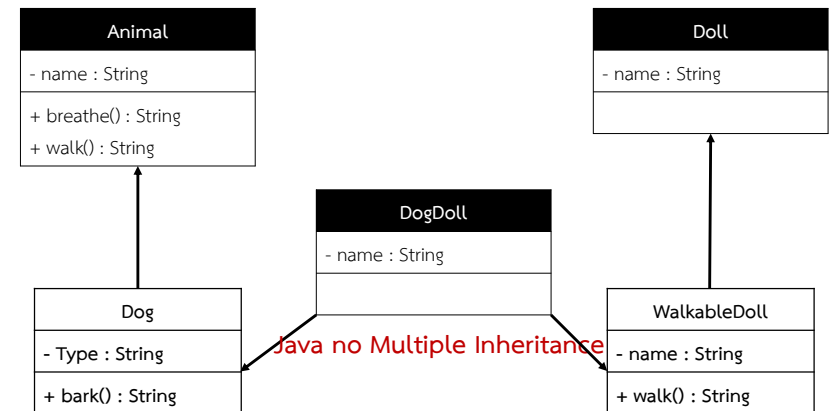 Animal
- name : String
+ breathe() : String
+ walk() : String
Doll
- name : String
DogDoll
- name : String
Java no Multiple Inheritance
Dog
- Type : String
+ bark() : String
WalkableDoll
- name : String
+ walk() : String